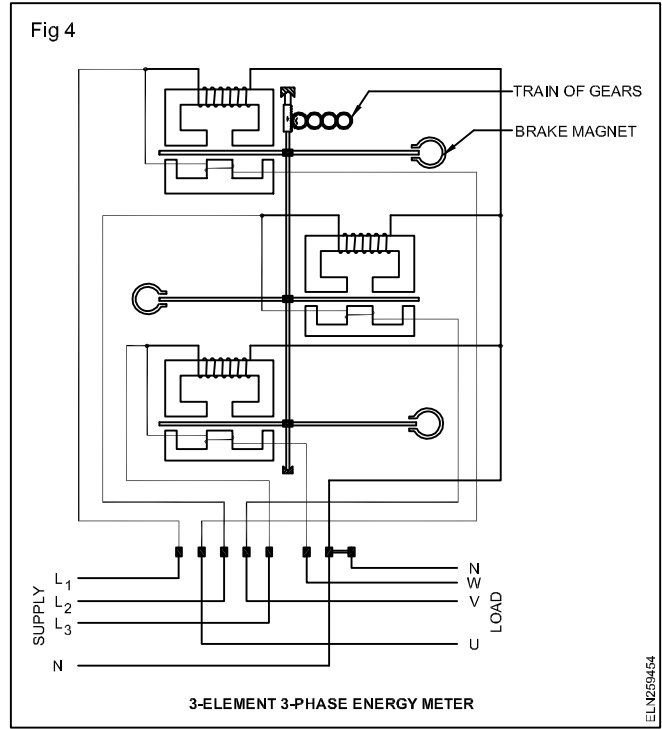 Fig 4
TRAIN OF GEARS
BRAKE MAGNET
SUPPLY
L1
L2
L3
N
N
W
V
U
LOAD
3-ELEMENT 3-PHASE ENERGY METER
ELN259454